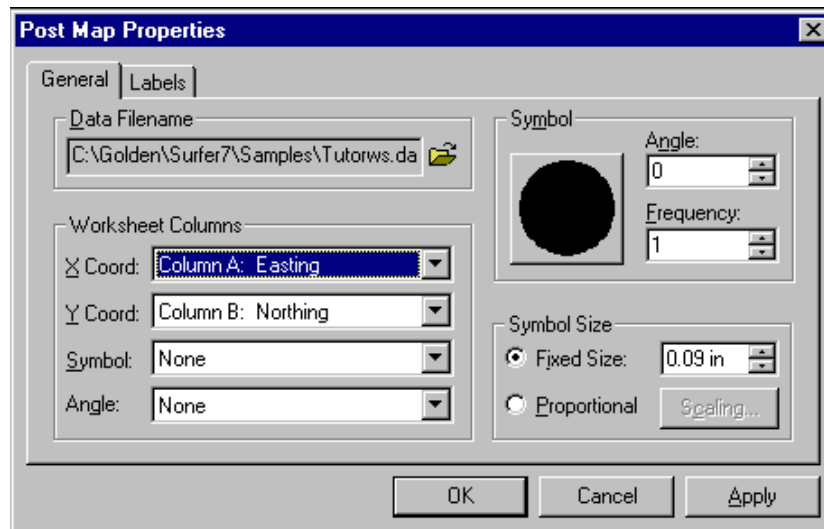 Post Map Properties
General
Labels
Data Filename
C:\Golden\Surfer7\Samples\Tutorws.da
Worksheet Columns
X Coord: Column A: Easting
Y Coord: Column B: Northing
Symbol: None
Angle: None
Symbol
Angle:
0
Frequency:
1
Symbol Size
Fixed Size: 0.09 in
Proportional
Scaling...
OK
Cancel
Apply